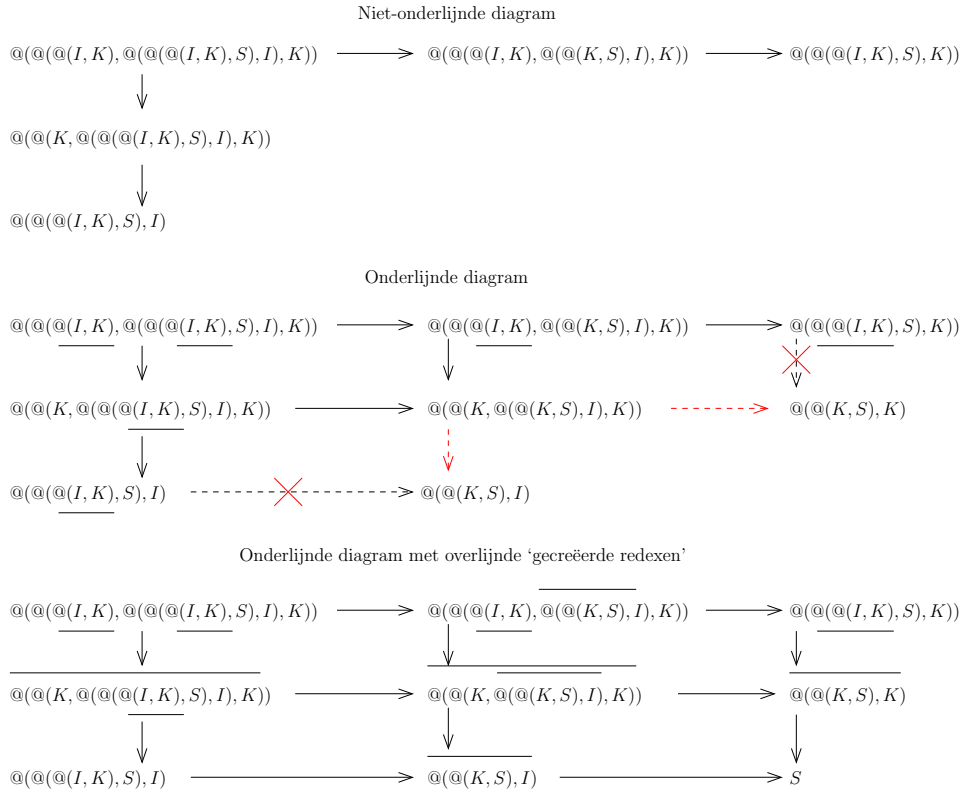 Niet-onderlijnde diagram
@(@(@(I, K), @(@(@(I, K), S), I), K)) @(@(@(I, K), @(@(K, S), I), K)) @(@(@(I, K), S), K))
@(@(K, @(@(@(I, K), S), I), K))
@(@(@(I, K), S), I)
Onderlijnde diagram
@(@(@(I, K), @(@(@(I, K), S), I), K)) @(@(@(I, K), @(@(K, S), I), K)) @(@(@(I, K), S), K))
@(@(K, @(@(@(I, K), S), I), K)) @(@(K, @(@(K, S), I), K)) @(@(K, S), K)
@(@(@(I, K), S), I) @(@(K, S), I)
Onderlijnde diagram met overlijnde ‘gecreëerde redexen’
@(@(@(I, K), @(@(@(I, K), S), I), K)) @(@(@(I, K), @(@(K, S), I), K)) @(@(@(I, K), S), K))
@(@(K, @(@(@(I, K), S), I), K)) @(@(K, @(@(K, S), I), K)) @(@(K, S), K)
@(@(@(I, K), S), I) @(@(K, S), I) S